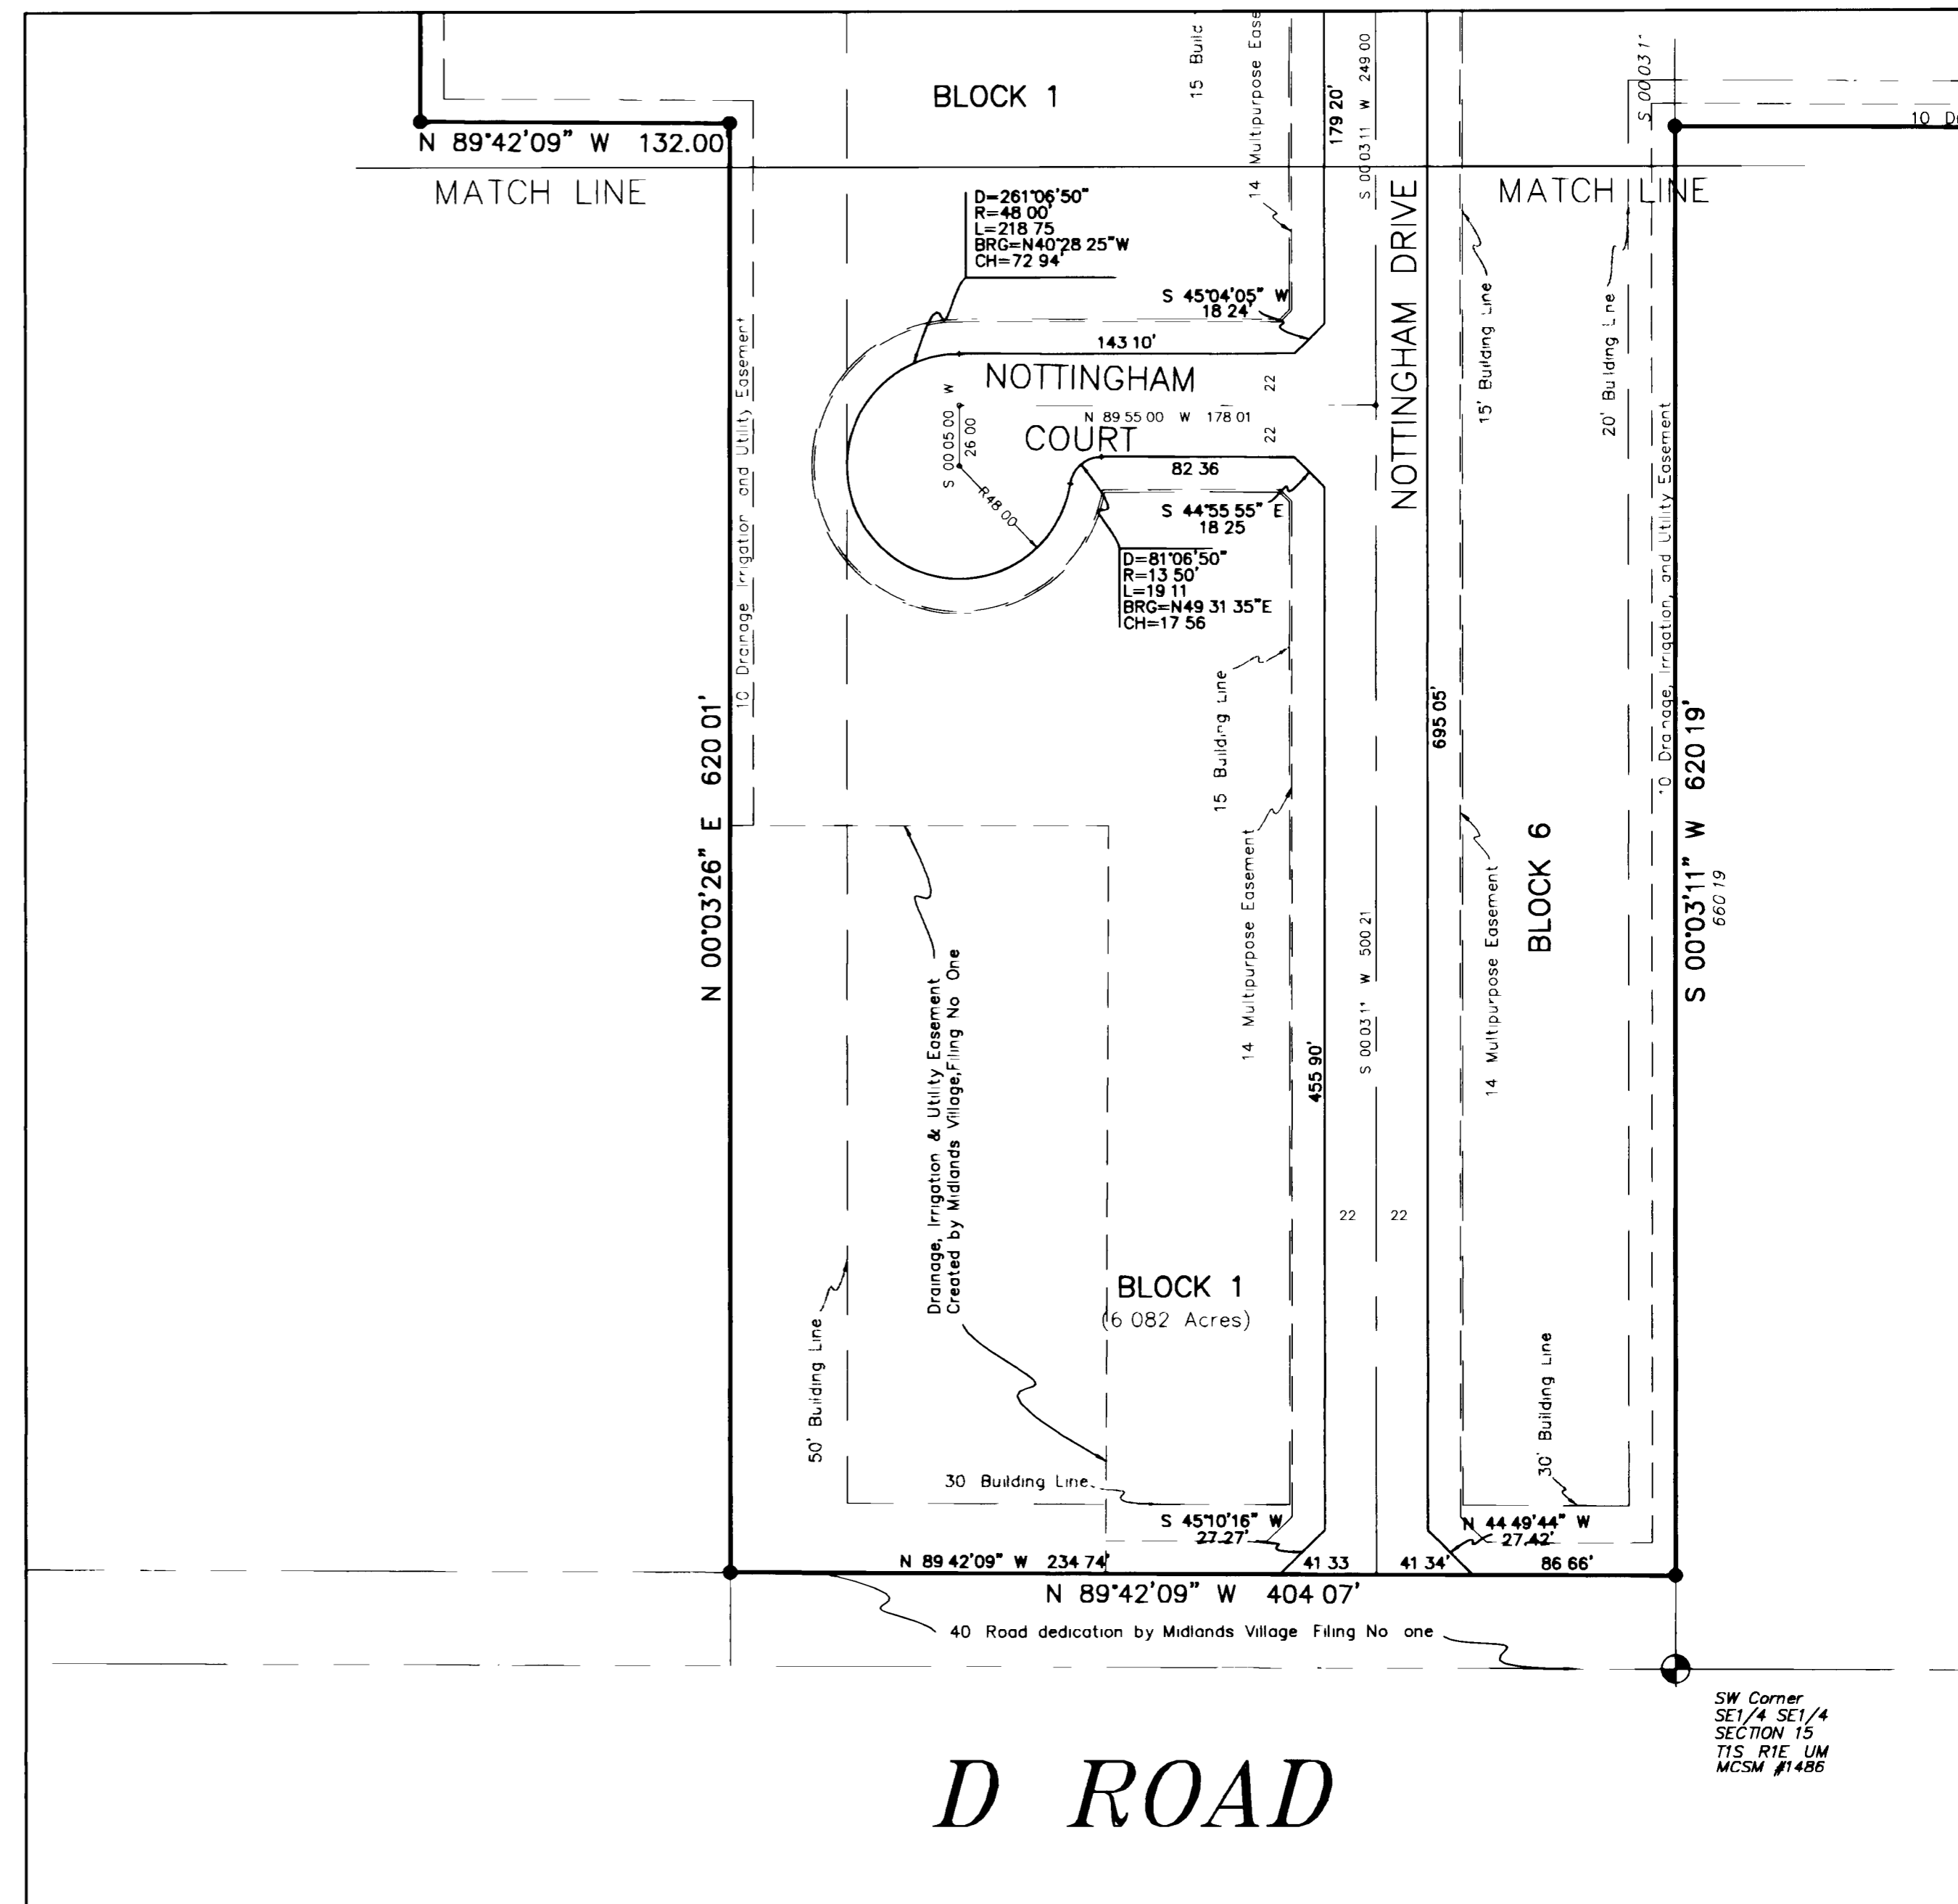 BLOCK 1
15 Build
14 Multipurpose Ease
179 20'
S 00 03 11 W 249 00
S 00 03 1
10 D
N 89°42'09" W 132.00'
MATCH LINE
MATCH LINE
D=261°06'50"
R=48 00'
L=218 75
BRG=N40°28 25"W
CH=72 94'
NOTTINGHAM DRIVE
S 45°04'05" W
18 24'
143 10'
NOTTINGHAM
COURT
22
N 89 55 00 W 178 01
22
S 00 05 00 W
26 00
R48 00
82 36
S 44°55 55" E
18 25
D=81°06'50"
R=13 50'
L=19 11
BRG=N49 31 35"E
CH=17 56
10 Drainage Irrigation and Utility Easement
15' Building Line
20' Building Line
10 Drainage, Irrigation, and Utility Easement
N 00°03'26" E 620 01'
15 Building Line
14 Multipurpose Easement
695 05'
S 00°03'11" W 620 19'
660 19
BLOCK 6
14 Multipurpose Easement
S 00 03 11 W 500 21
455 90'
Drainage, Irrigation & Utility Easement
Created by Midlands Village,Filing No One
22 22
BLOCK 1
(6 082 Acres)
50' Building Line
30' Building Line
30 Building Line
S 45°10'16" W
27.27'
N 44 49'44" W
27.42'
N 89 42'09" W 234 74'
41 33
41 34'
86 66'
N 89°42'09" W 404 07'
40 Road dedication by Midlands Village Filing No one
SW Corner
SE1/4 SE1/4
SECTION 15
T1S R1E UM
MCSM #1486
D ROAD